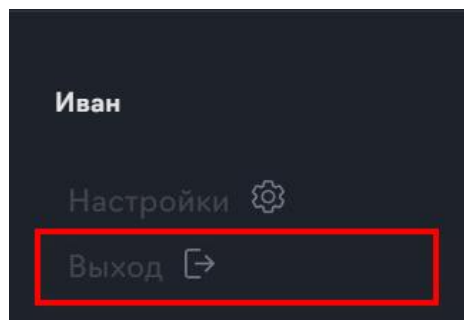 Иван
Настройки
Выход